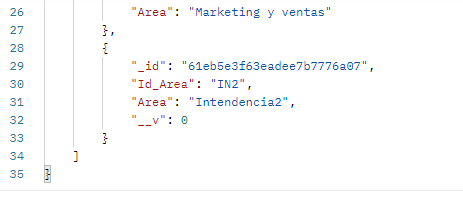 26 "Area": "Marketing y ventas"
27 },
28 {
29 "_id": "61eb5e3f63eadee7b7776a07",
30 "Id_Area": "IN2",
31 "Area": "Intendencia2",
32 "__v": 0
33 }
34 ]
35 }